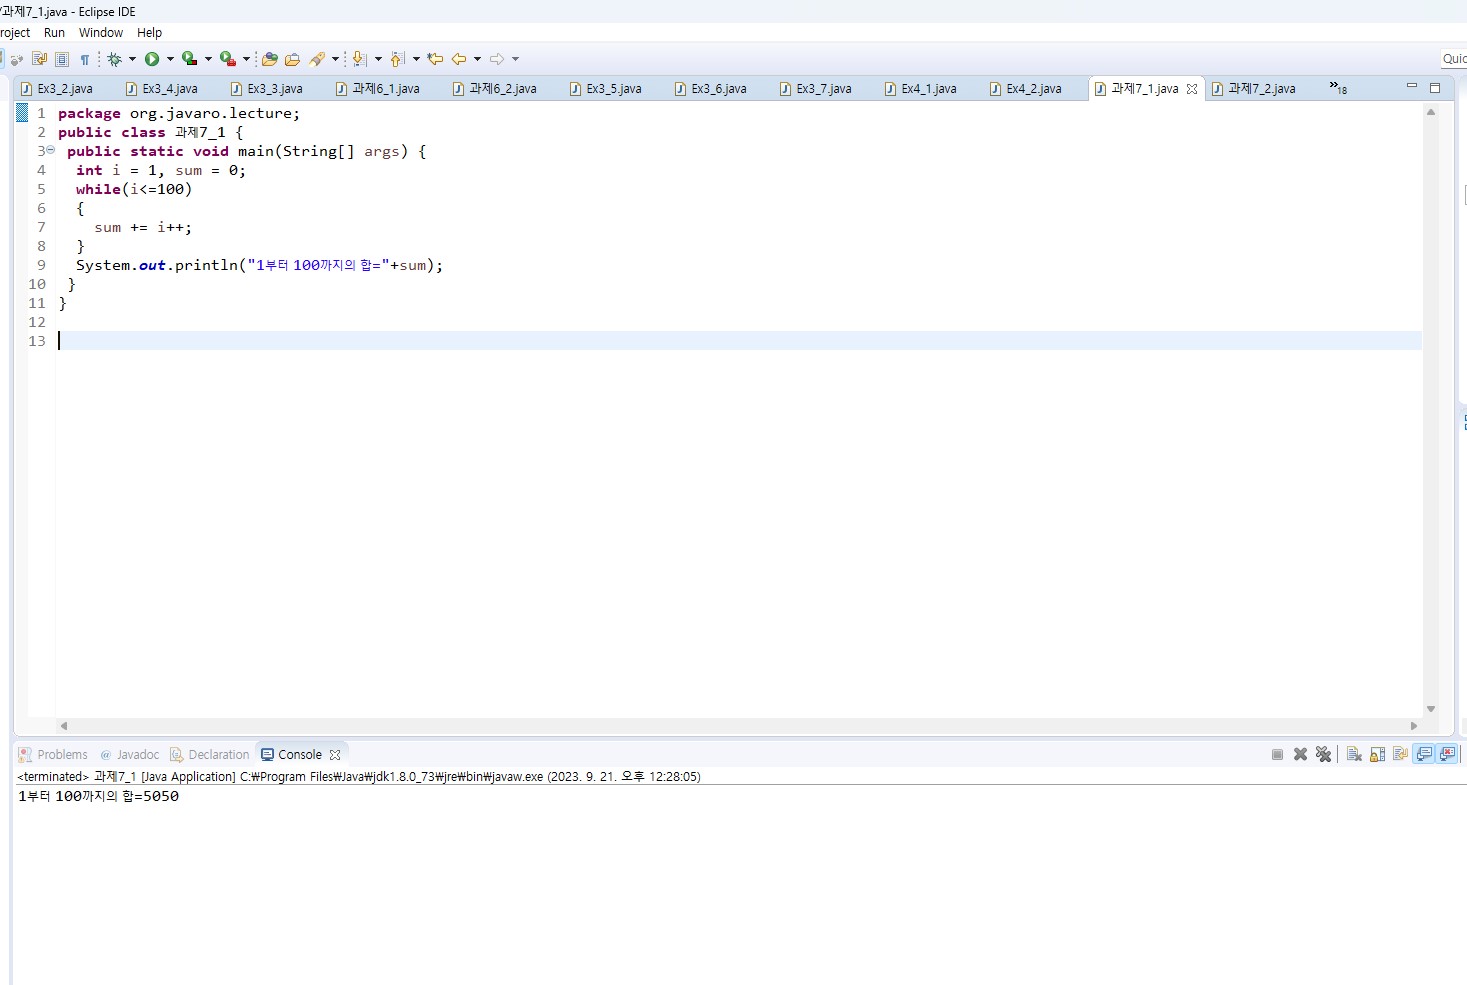 /과제7_1.java - Eclipse IDE
roject Run Window Help
Quic
Ex3_2.java Ex3_4.java Ex3_3.java 과제6_1.java 과제6_2.java Ex3_5.java Ex3_6.java Ex3_7.java Ex4_1.java Ex4_2.java 과제7_1.java 과제7_2.java »18
1 package org.javaro.lecture;
2 public class 과제7_1 {
3 public static void main(String[] args) {
4 int i = 1, sum = 0;
5 while(i<=100)
6 {
7 sum += i++;
8 }
9 System.out.println("1부터 100까지의 합="+sum);
10 }
11 }
12
13
Problems @ Javadoc Declaration Console
<terminated> 과제7_1 [Java Application] C:₩Program Files₩Java₩jdk1.8.0_73₩jre₩bin₩javaw.exe (2023. 9. 21. 오후 12:28:05)
1부터 100까지의 합=5050